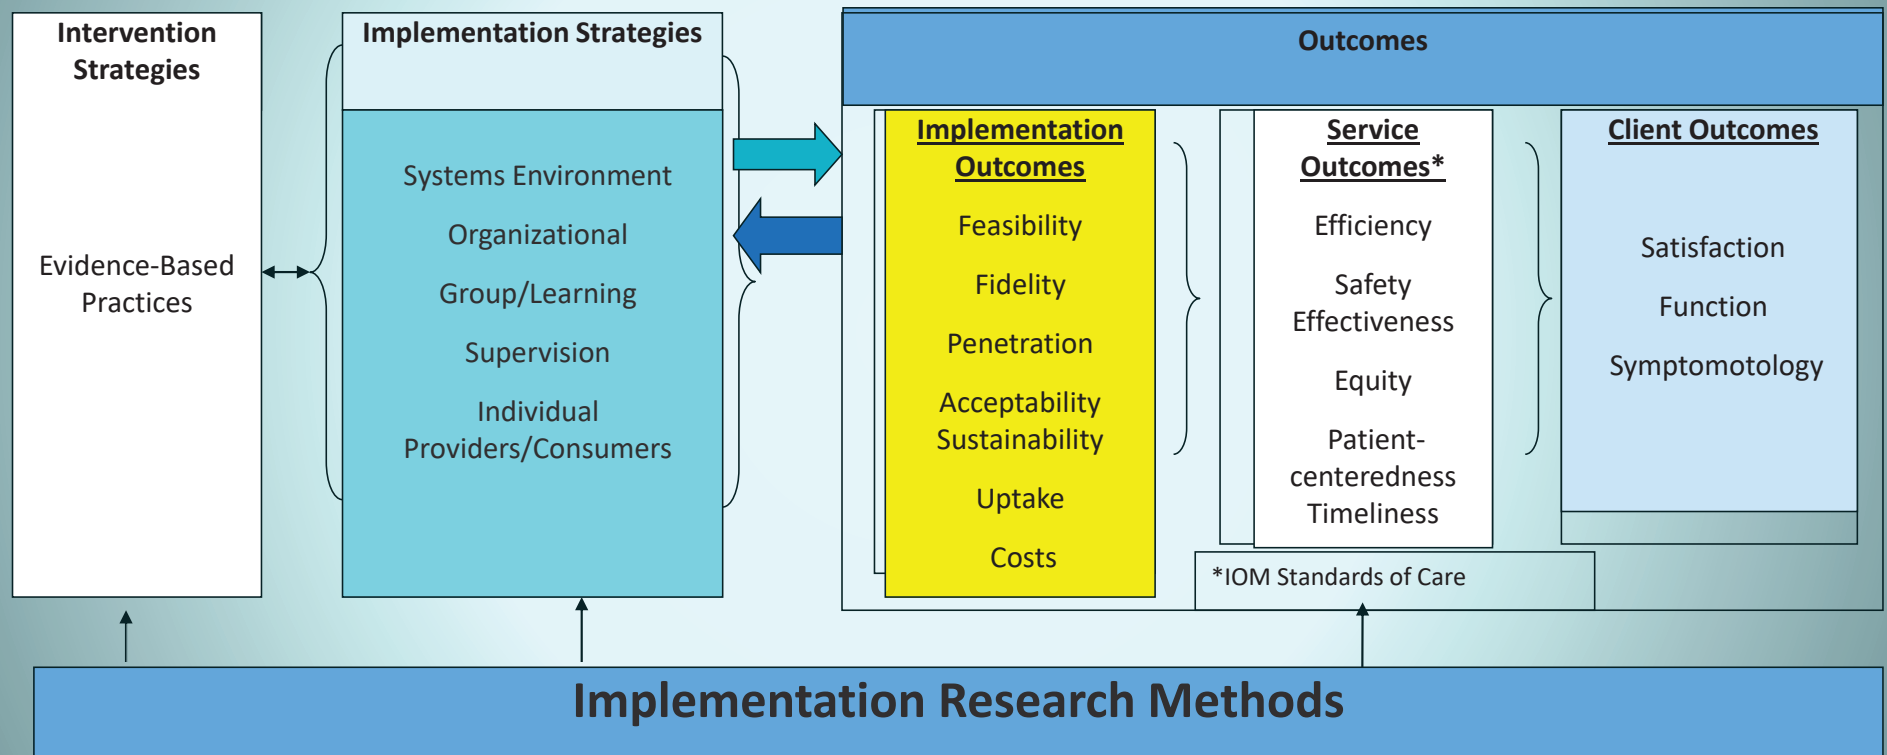 Intervention
Strategies
Evidence-Based
Practices
Implementation Strategies
Systems Environment
Organizational
Group/Learning
Supervision
Individual
Providers/Consumers
Outcomes
Implementation
Outcomes
Feasibility
Fidelity
Penetration
Acceptability
Sustainability
Uptake
Costs
Service
Outcomes*
Efficiency
Safety
Effectiveness
Equity
Patient-
centeredness
Timeliness
*IOM Standards of Care
Client Outcomes
Satisfaction
Function
Symptomotology
Implementation Research Methods